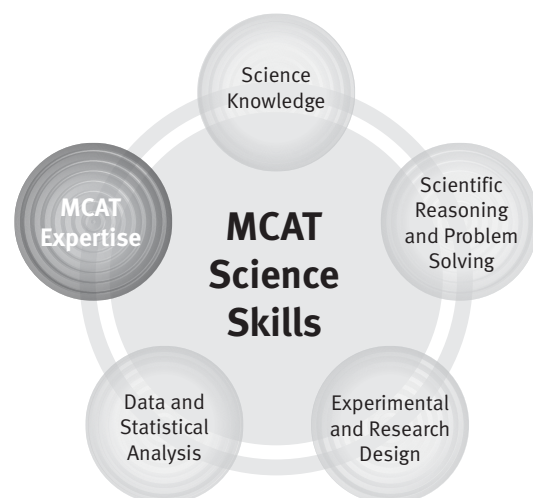 Science
Knowledge
MCAT
Expertise
Scientific
Reasoning
and Problem
Solving
MCAT
Science
Skills
Data and
Statistical
Analysis
Experimental
and Research
Design